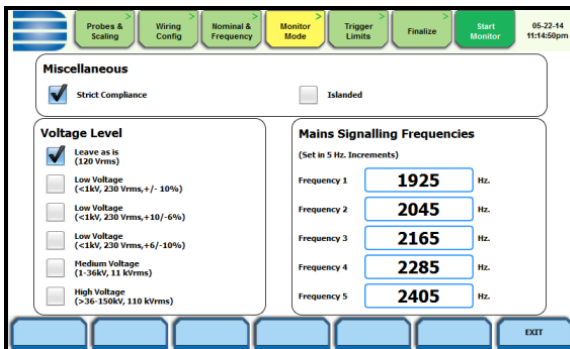 Probes &
Scaling
>
Wiring
Config
>
Nominal &
Frequency
>
Monitor
Mode
>
Trigger
Limits
>
Finalize
>
Start
Monitor
05-22-14
11:14:50pm
Miscellaneous
Strict Compliance
Islanded
Voltage Level
Leave as is
(120 Vrms)
Low Voltage
(<1kV, 230 Vrms,+/- 10%)
Low Voltage
(<1kV, 230 Vrms,+10/-6%)
Low Voltage
(<1kV, 230 Vrms,+6/-10%)
Medium Voltage
(1-36kV, 11 kVrms)
High Voltage
(>36-150kV, 110 kVrms)
Mains Signalling Frequencies
(Set in 5 Hz. Increments)
Frequency 1 1925 Hz.
Frequency 2 2045 Hz.
Frequency 3 2165 Hz.
Frequency 4 2285 Hz.
Frequency 5 2405 Hz.
EXIT